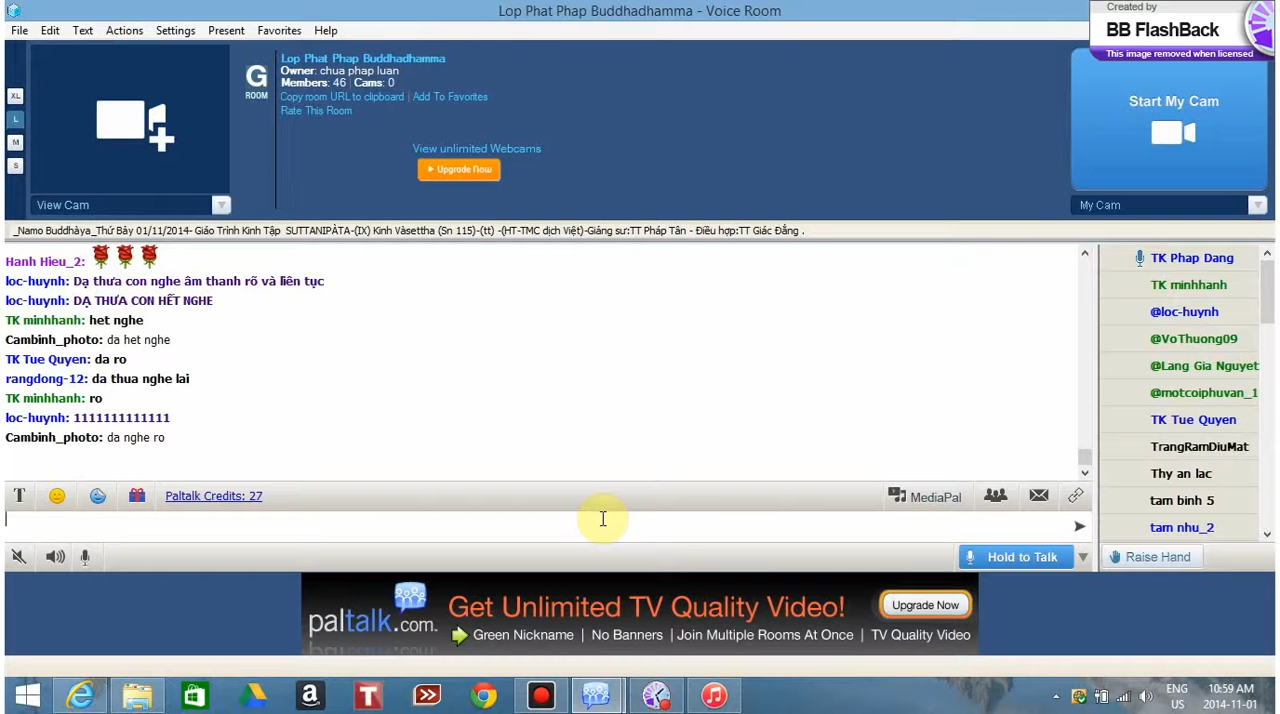 Lop Phat Phap Buddhadhamma - Voice Room
Created by
BB FlashBack
This image removed when licensed
File Edit Text Actions Settings Present Favorites Help
XL
L
M
S
View Cam
G
ROOM
Lop Phat Phap Buddhadhamma
Owner: chua phap luan
Members: 46 | Cams: 0
Copy room URL to clipboard | Add To Favorites
Rate This Room
View unlimited Webcams
Upgrade Now
Start My Cam
My Cam
_Namo Buddhàya_Thứ Bảy 01/11/2014- Giáo Trình Kinh Tập SUTTANIPÀTA-(IX) Kinh Vàsettha (Sn 115)-(tt) -(HT-TMC dịch Việt)-Giảng sư:TT Pháp Tân - Điều hợp:TT Giác Đẳng .
Hanh Hieu_2:
loc-huynh: Dạ thưa con nghe âm thanh rõ và liên tục
loc-huynh: DẠ THƯA CON HẾT NGHE
TK minhhanh: het nghe
Cambinh_photo: da het nghe
TK Tue Quyen: da ro
rangdong-12: da thua nghe lai
TK minhhanh: ro
loc-huynh: 1111111111111
Cambinh_photo: da nghe ro
TK Phap Dang
TK minhhanh
@loc-huynh
@VoThuong09
@Lang Gia Nguyet
@motcoiphuvan_1
TK Tue Quyen
TrangRamDiuMat
Thy an lac
tam binh 5
tam nhu_2
T
Paltalk Credits: 27
MediaPal
Hold to Talk
Raise Hand
paltalk.com
Get Unlimited TV Quality Video!
Green Nickname | No Banners | Join Multiple Rooms At Once | TV Quality Video
Upgrade Now
ENG
US
10:59 AM
2014-11-01